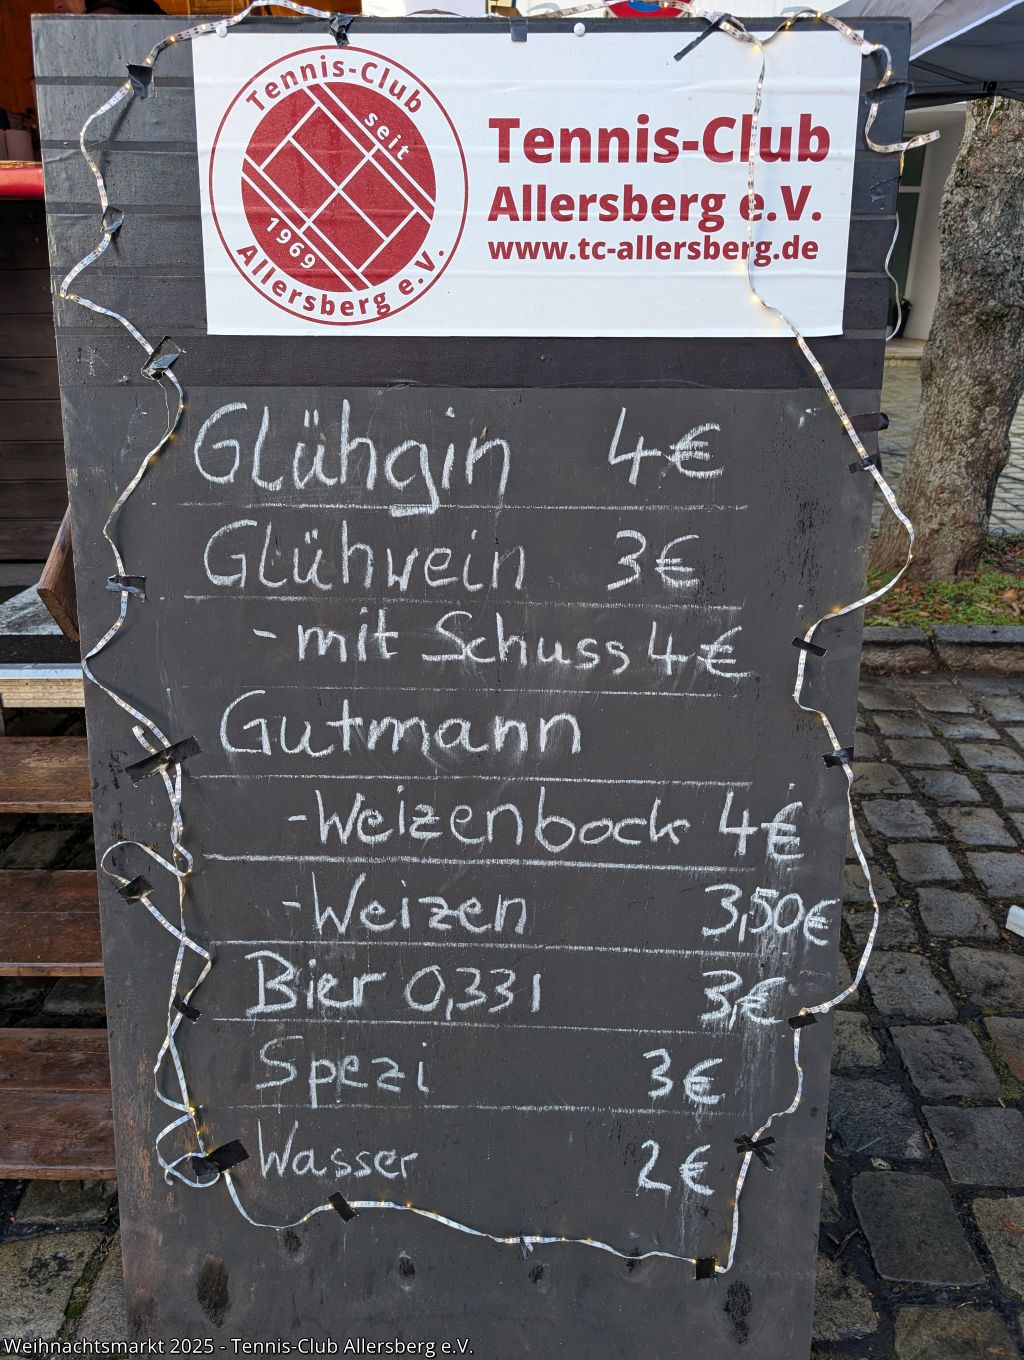 Tennis-Club
seit
1969
Allersberg e.V.
Tennis-Club
Allersberg e.V.
www.tc-allersberg.de
Glühgin 4€
Glühwein 3€
- mit Schuss 4€
Gutmann
- Weizenbock 4€
- Weizen 3,50€
Bier 0,33l 3,€
Spezi 3€
Wasser 2€
Weihnachtsmarkt 2025 - Tennis-Club Allersberg e.V.